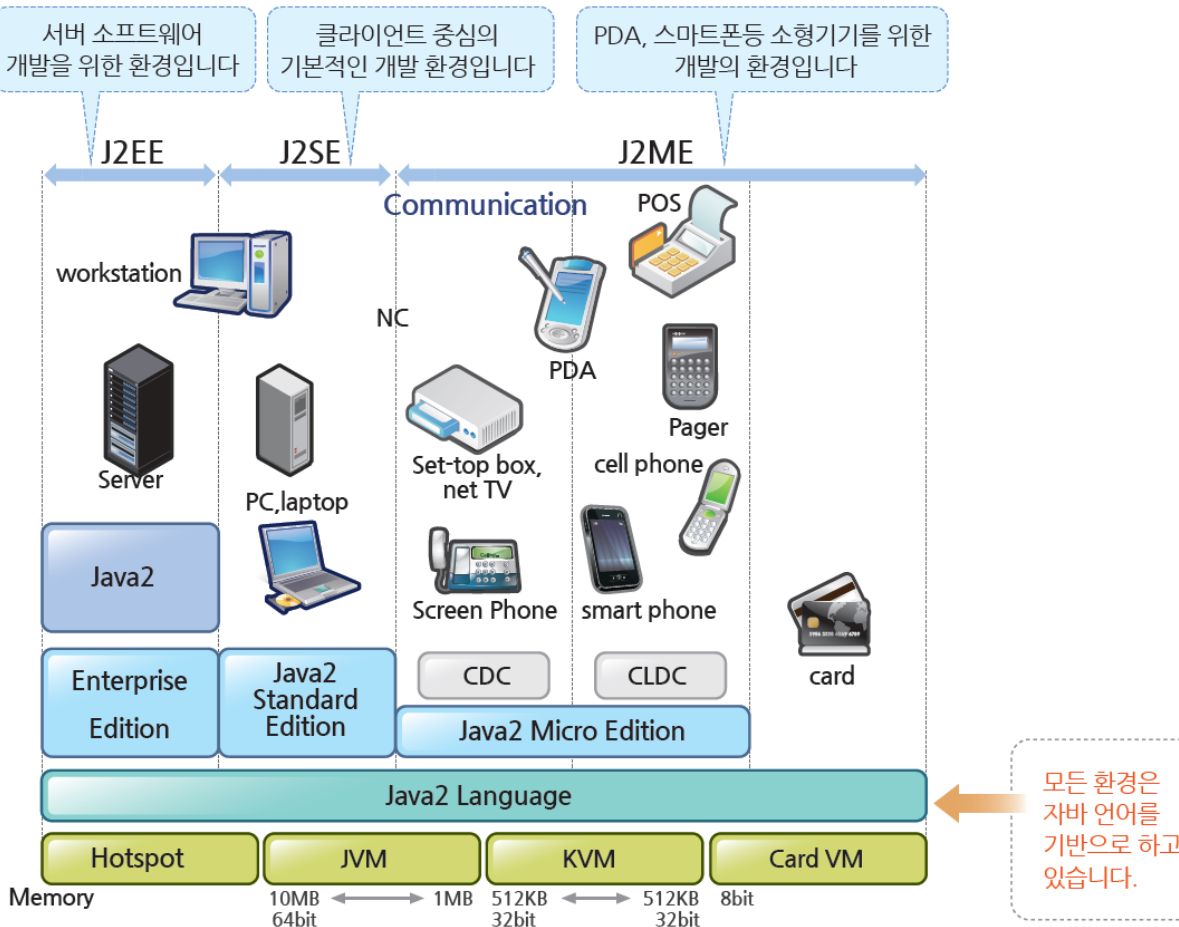 서버 소프트웨어
개발을 위한 환경입니다
클라이언트 중심의
기본적인 개발 환경입니다
PDA, 스마트폰등 소형기기를 위한
개발의 환경입니다
J2EE
J2SE
J2ME
Communication
POS
workstation
NC
PDA
Pager
Server
PC,laptop
Set-top box,
net TV
cell phone
Java2
Screen Phone
smart phone
card
Enterprise
Edition
Java2
Standard
Edition
CDC
CLDC
Java2 Micro Edition
Java2 Language
모든 환경은
자바 언어를
기반으로 하고
있습니다.
Hotspot
JVM
KVM
Card VM
Memory
10MB
64bit
1MB
512KB
32bit
512KB
32bit
8bit